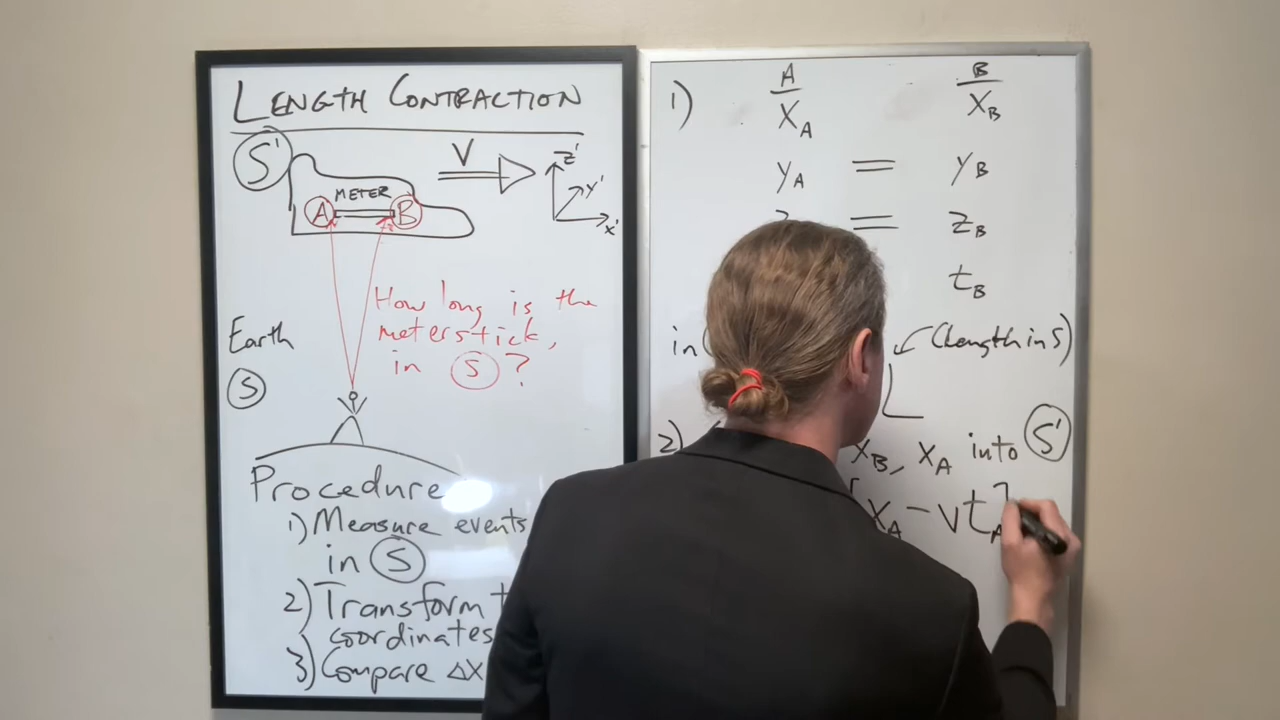 LENGTH CONTRACTION
S'
V
z'
y'
x'
METER
A
B
How long is the
meterstick,
in S ?
Earth
S
Procedure
1) Measure events
in S
2) Transform
coordinates
3) Compare Δx
1)
A B
x_A x_B
y_A = y_B
= z_B
t_B
in
(length in S)
L
2) x_B, x_A into S'
x_A - v t_A ]